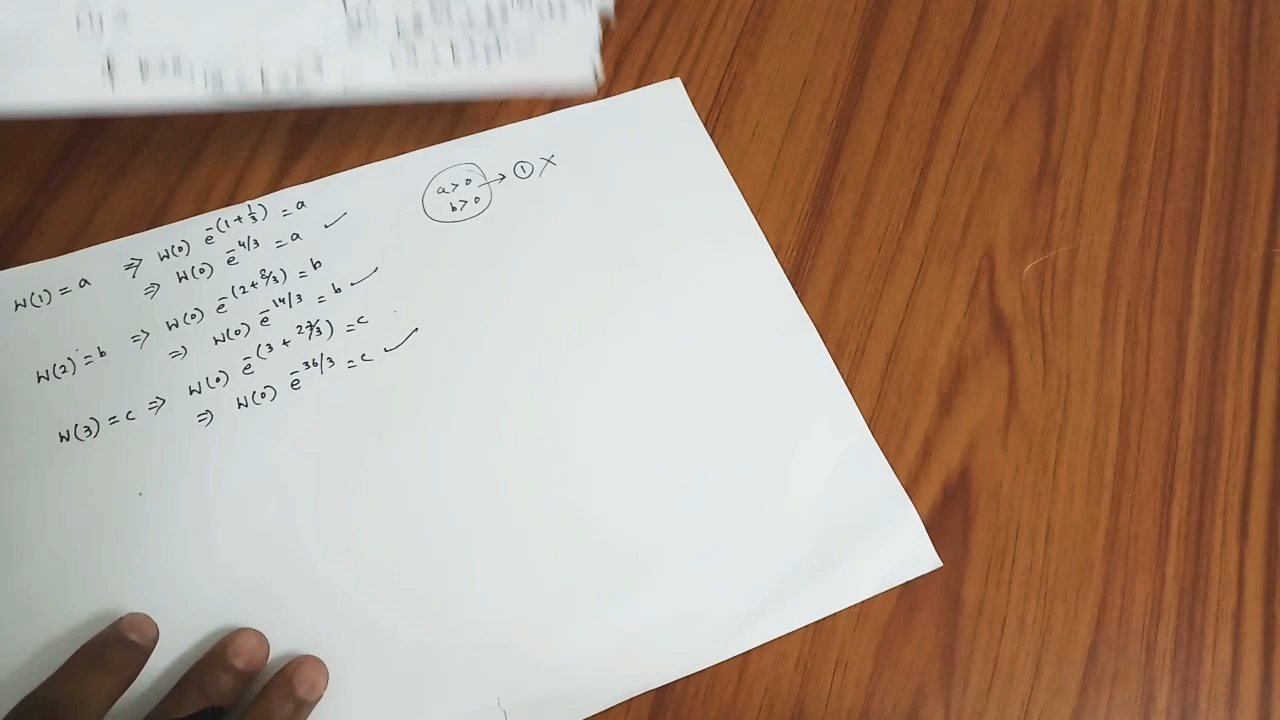 W(1) = a ⇒ W(0) e^-(1+1/3) = a
⇒ W(0) e^-4/3 = a ✓
W(2) = b ⇒ W(0) e^-(2+8/3) = b
⇒ W(0) e^-14/3 = b ✓
W(3) = c ⇒ W(0) e^-(3+27/3) = c
⇒ W(0) e^-36/3 = c ✓
a>0 → ① ✗
b>0